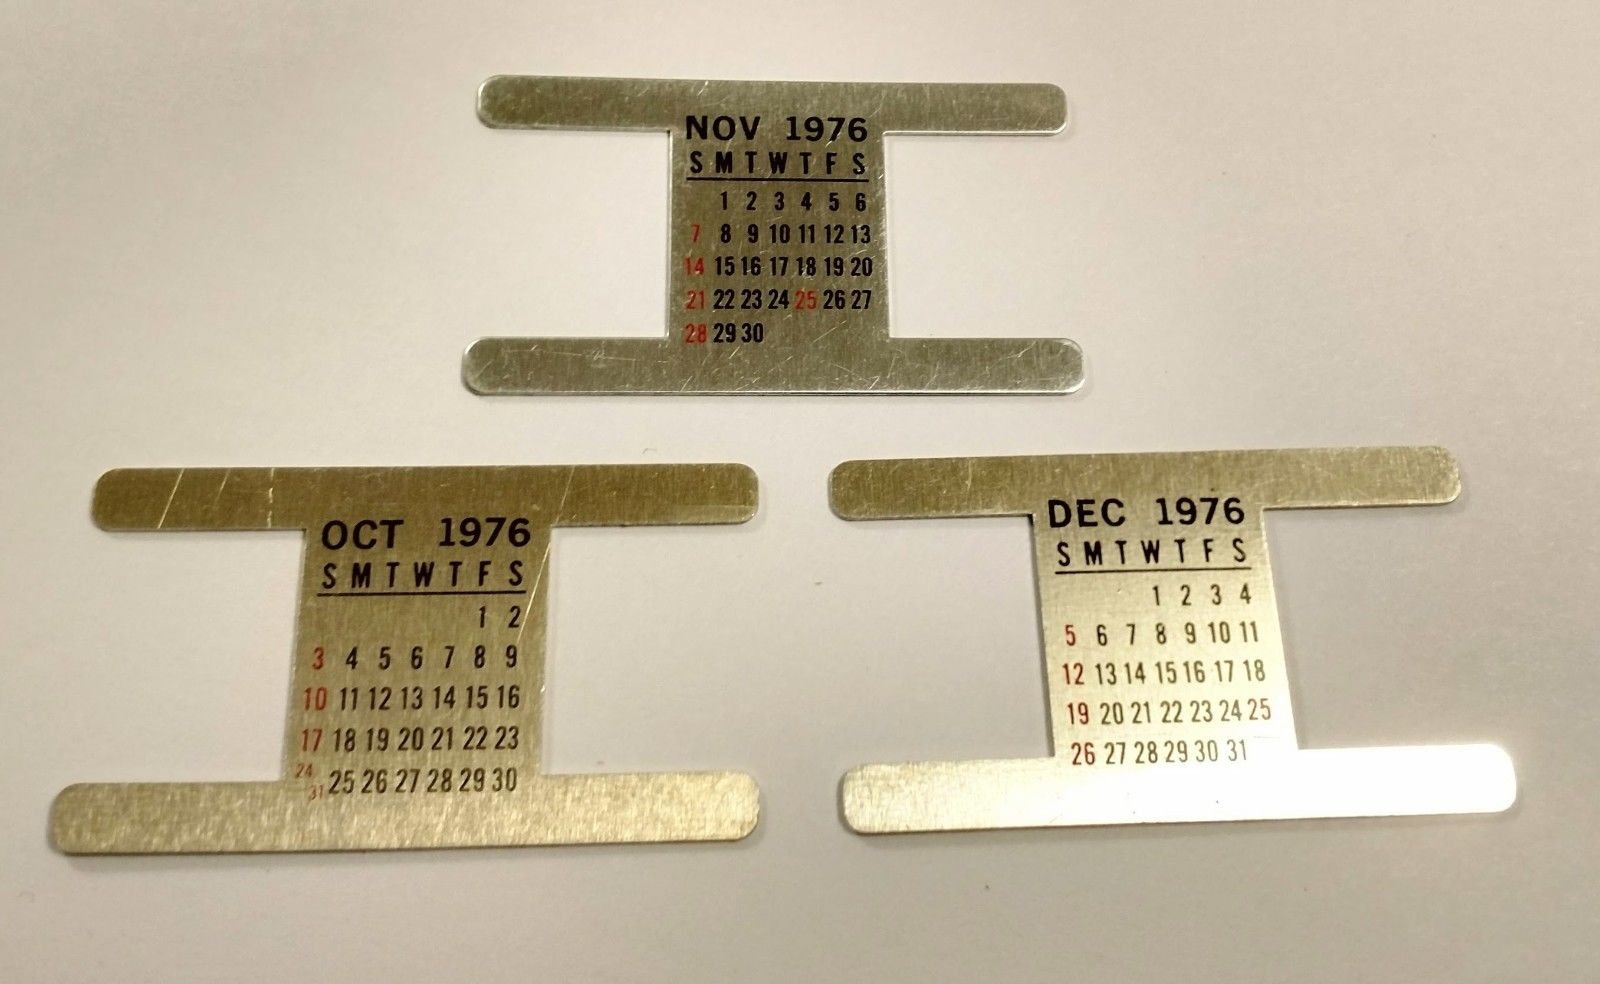 NOV 1976
S M T W T F S
1 2 3 4 5 6
7 8 9 10 11 12 13
14 15 16 17 18 19 20
21 22 23 24 25 26 27
28 29 30
OCT 1976
S M T W T F S
1 2
3 4 5 6 7 8 9
10 11 12 13 14 15 16
17 18 19 20 21 22 23
24 31 25 26 27 28 29 30
DEC 1976
S M T W T F S
1 2 3 4
5 6 7 8 9 10 11
12 13 14 15 16 17 18
19 20 21 22 23 24 25
26 27 28 29 30 31